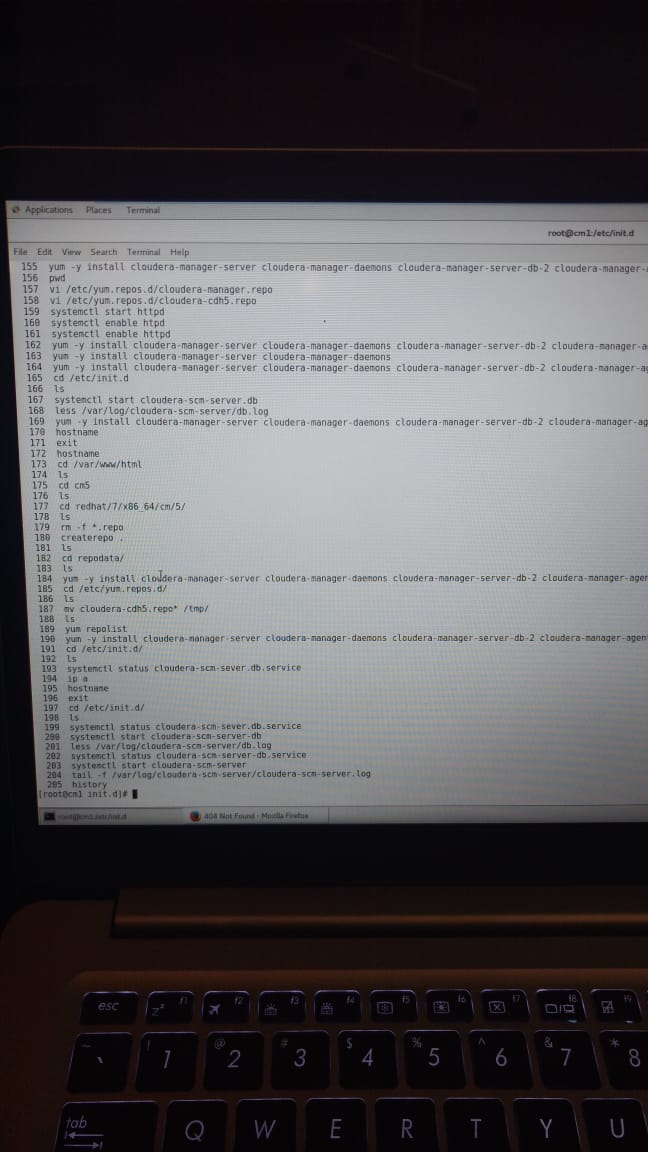 Applications Places Terminal
root@cm1:/etc/init.d
File Edit View Search Terminal Help
155 yum -y install cloudera-manager-server cloudera-manager-daemons cloudera-manager-server-db-2 cloudera-manager-
156 pwd
157 vi /etc/yum.repos.d/cloudera-manager.repo
158 vi /etc/yum.repos.d/cloudera-cdh5.repo
159 systemctl start httpd
160 systemctl enable htpd
161 systemctl enable httpd
162 yum -y install cloudera-manager-server cloudera-manager-daemons cloudera-manager-server-db-2 cloudera-manager-a
163 yum -y install cloudera-manager-server cloudera-manager-daemons
164 yum -y install cloudera-manager-server cloudera-manager-daemons cloudera-manager-server-db-2 cloudera-manager-ag
165 cd /etc/init.d
166 ls
167 systemctl start cloudera-scm-server.db
168 less /var/log/cloudera-scm-server/db.log
169 yum -y install cloudera-manager-server cloudera-manager-daemons cloudera-manager-server-db-2 cloudera-manager-ag
170 hostname
171 exit
172 hostname
173 cd /var/www/html
174 ls
175 cd cm5
176 ls
177 cd redhat/7/x86_64/cm/5/
178 ls
179 rm -f *.repo
180 createrepo .
181 ls
182 cd repodata/
183 ls
184 yum -y install cloudera-manager-server cloudera-manager-daemons cloudera-manager-server-db-2 cloudera-manager-agen
185 cd /etc/yum.repos.d/
186 ls
187 mv cloudera-cdh5.repo* /tmp/
188 ls
189 yum repolist
190 yum -y install cloudera-manager-server cloudera-manager-daemons cloudera-manager-server-db-2 cloudera-manager-agen
191 cd /etc/init.d/
192 ls
193 systemctl status cloudera-scm-sever.db.service
194 ip a
195 hostname
196 exit
197 cd /etc/init.d/
198 ls
199 systemctl status cloudera-scm-sever.db.service
200 systemctl start cloudera-scm-server-db
201 less /var/log/cloudera-scm-server/db.log
202 systemctl status cloudera-scm-server-db.service
203 systemctl start cloudera-scm-server
204 tail -f /var/log/cloudera-scm-server/cloudera-scm-server.log
205 history
[root@cm1 init.d]#
root@cm1:/etc/init.d 404 Not Found - Mozilla Firefox
esc f1 f2 f3 f4 f5 f6 f7 f8 f9
~ ` ! 1 @ 2 # 3 $ 4 % 5 ^ 6 & 7 * 8
tab Q W E R T Y U